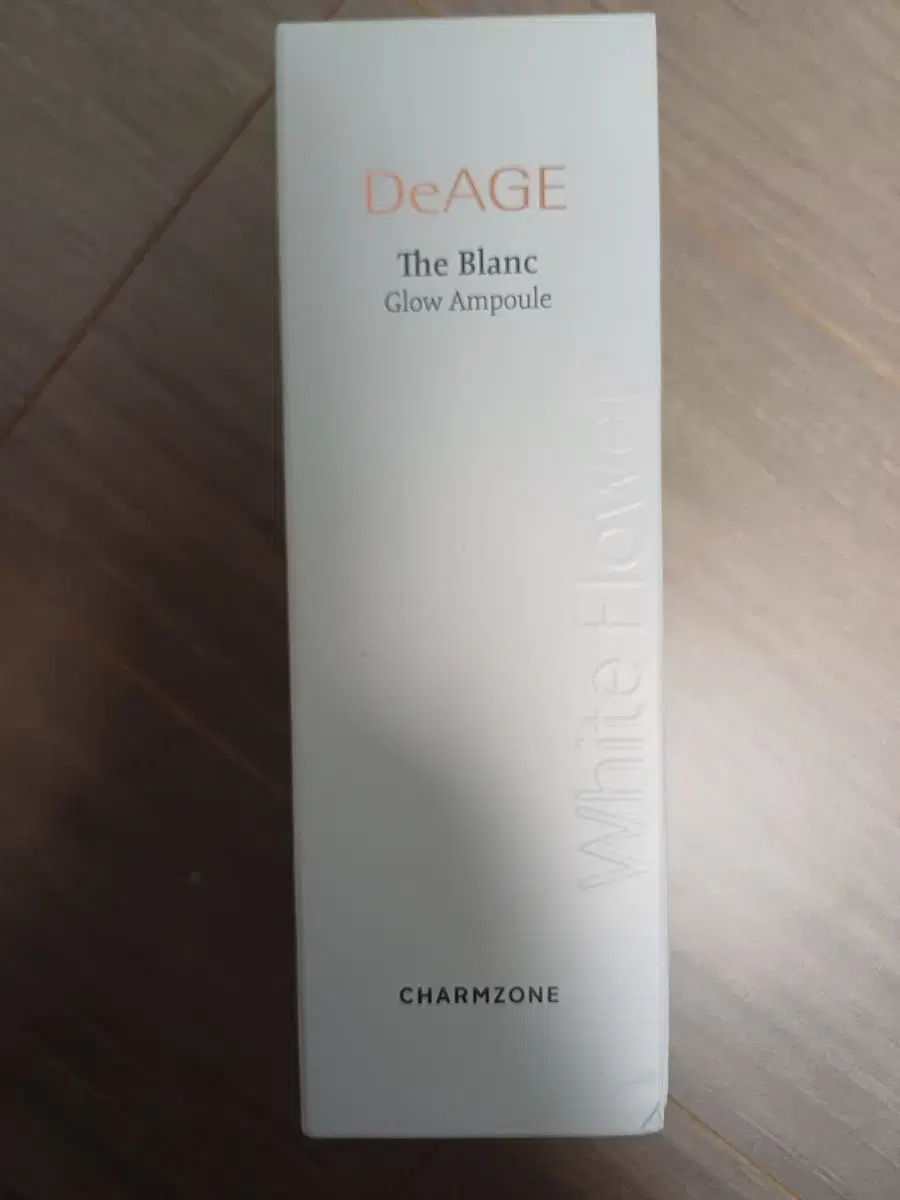 DeAGE
The Blanc
Glow Ampoule
White Flower
CHARMZONE